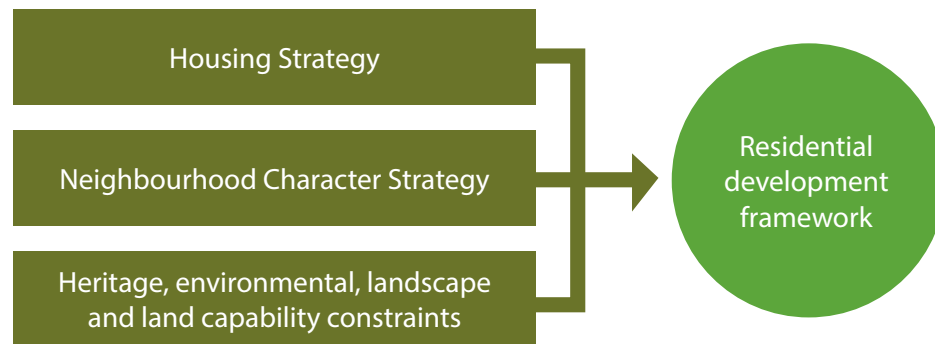 Housing Strategy
Neighbourhood Character Strategy
Heritage, environmental, landscape
and land capability constraints
Residential
development
framework